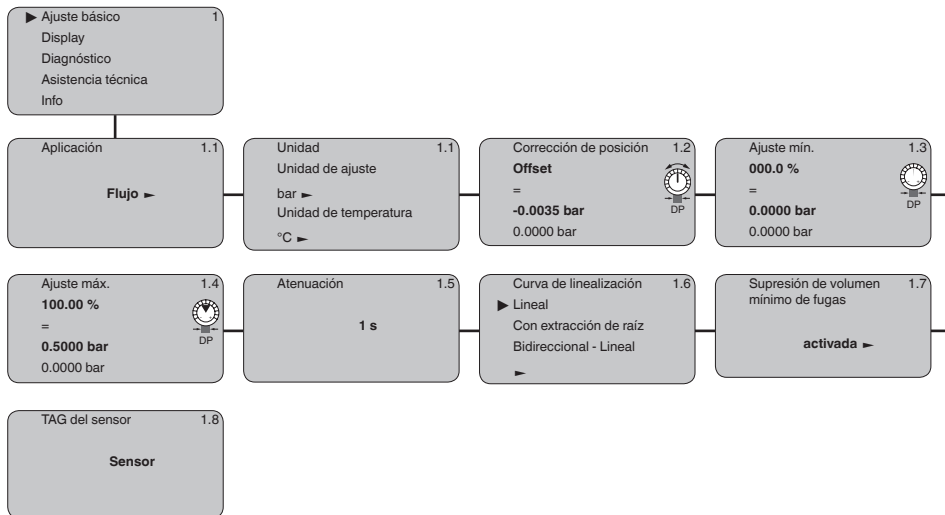 ▶ Ajuste básico 1
Display
Diagnóstico
Asistencia técnica
Info
Aplicación 1.1
Flujo ►
Unidad 1.1
Unidad de ajuste
bar ►
Unidad de temperatura
°C ►
Corrección de posición 1.2
Offset
=
-0.0035 bar
0.0000 bar
DP
Ajuste mín. 1.3
000.0 %
=
0.0000 bar
0.0000 bar
DP
Ajuste máx. 1.4
100.00 %
=
0.5000 bar
0.0000 bar
DP
Atenuación 1.5
1 s
Curva de linealización 1.6
▶ Lineal
Con extracción de raíz
Bidireccional - Lineal
►
Supresión de volumen 1.7
mínimo de fugas
activada ►
TAG del sensor 1.8
Sensor